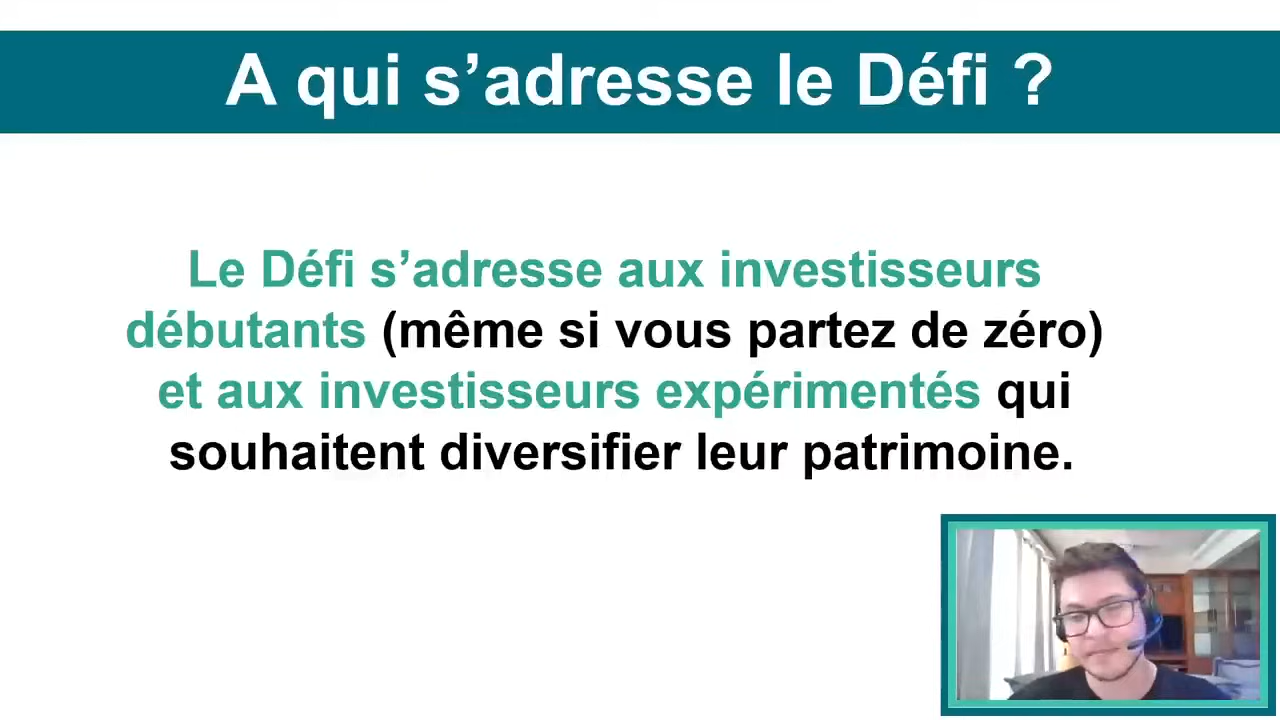 A qui s’adresse le Défi ?
Le Défi s’adresse aux investisseurs
débutants (même si vous partez de zéro)
et aux investisseurs expérimentés qui
souhaitent diversifier leur patrimoine.